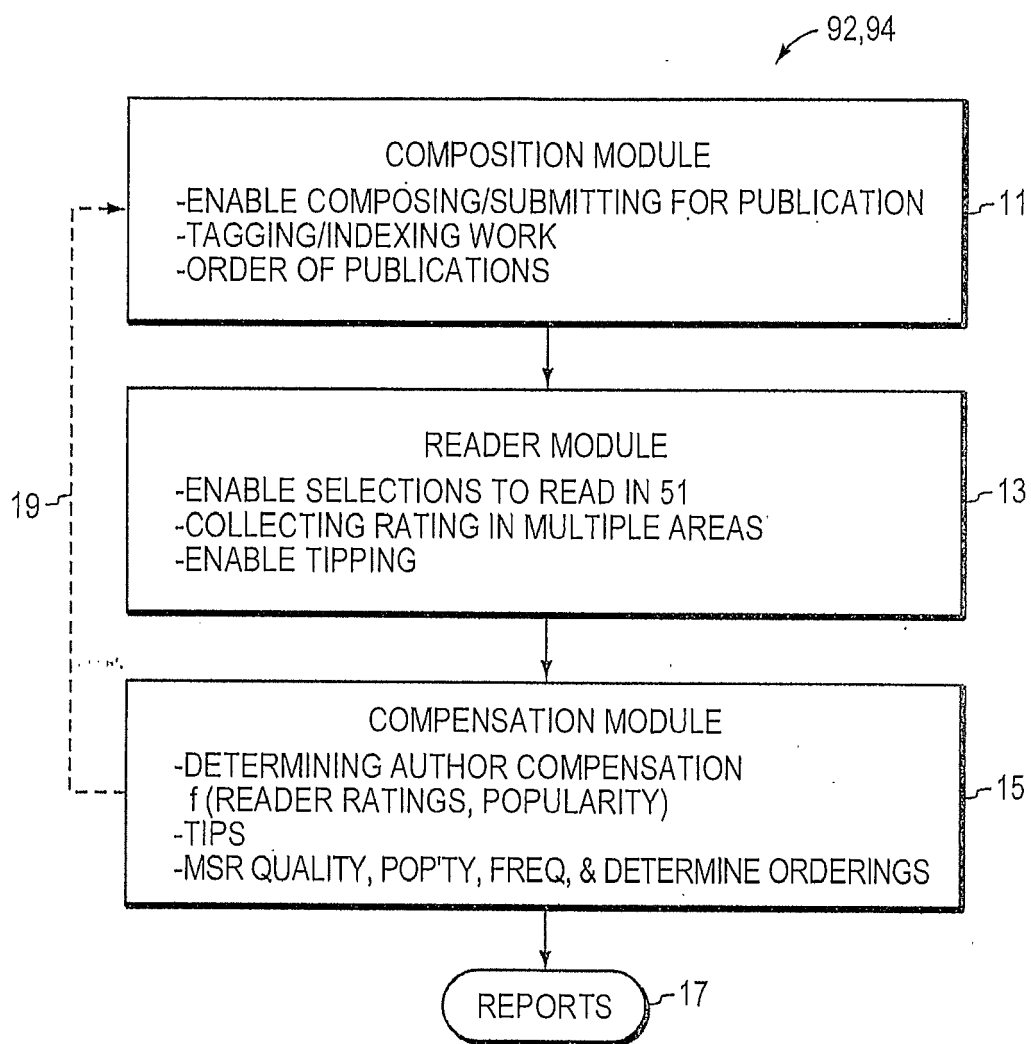 92,94
COMPOSITION MODULE
-ENABLE COMPOSING/SUBMITTING FOR PUBLICATION
-TAGGING/INDEXING WORK
-ORDER OF PUBLICATIONS
11
READER MODULE
-ENABLE SELECTIONS TO READ IN 51
-COLLECTING RATING IN MULTIPLE AREAS
-ENABLE TIPPING
13
19
COMPENSATION MODULE
-DETERMINING AUTHOR COMPENSATION
f (READER RATINGS, POPULARITY)
-TIPS
-MSR QUALITY, POP'TY, FREQ, & DETERMINE ORDERINGS
15
REPORTS
17